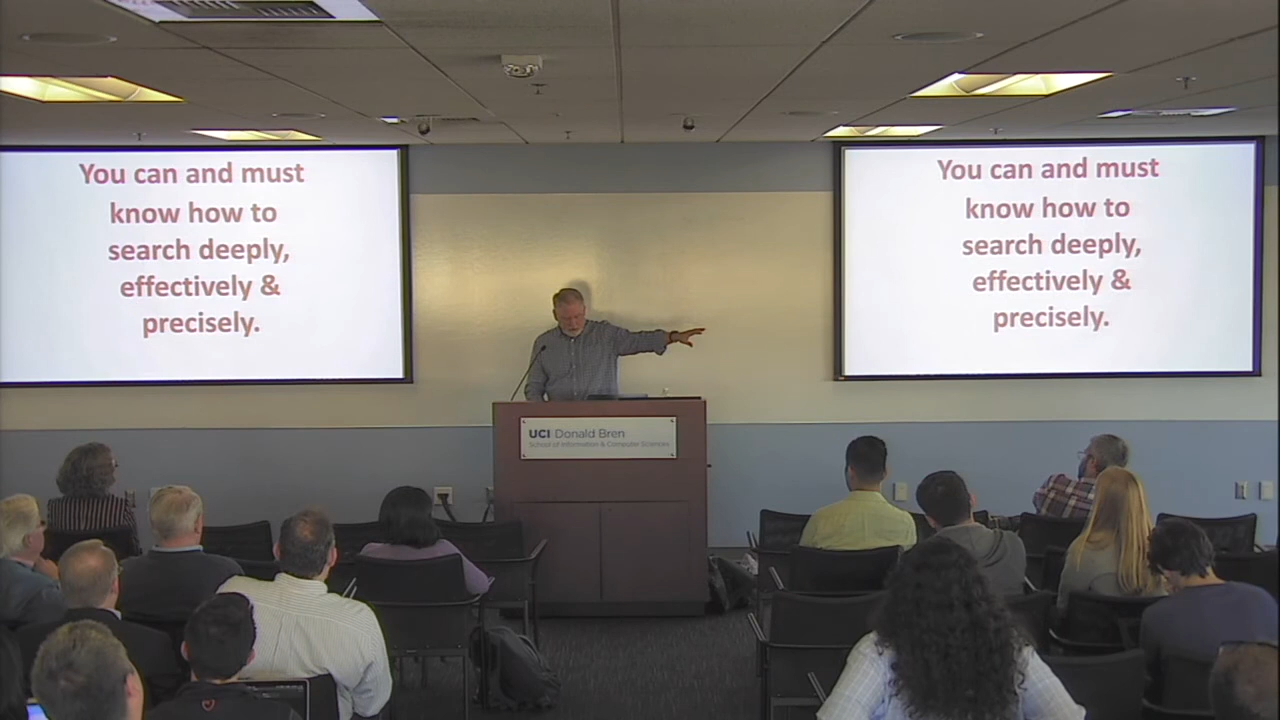 You can and must
know how to
search deeply,
effectively &
precisely.
You can and must
know how to
search deeply,
effectively &
precisely.
UCI Donald Bren
School of Information & Computer Sciences